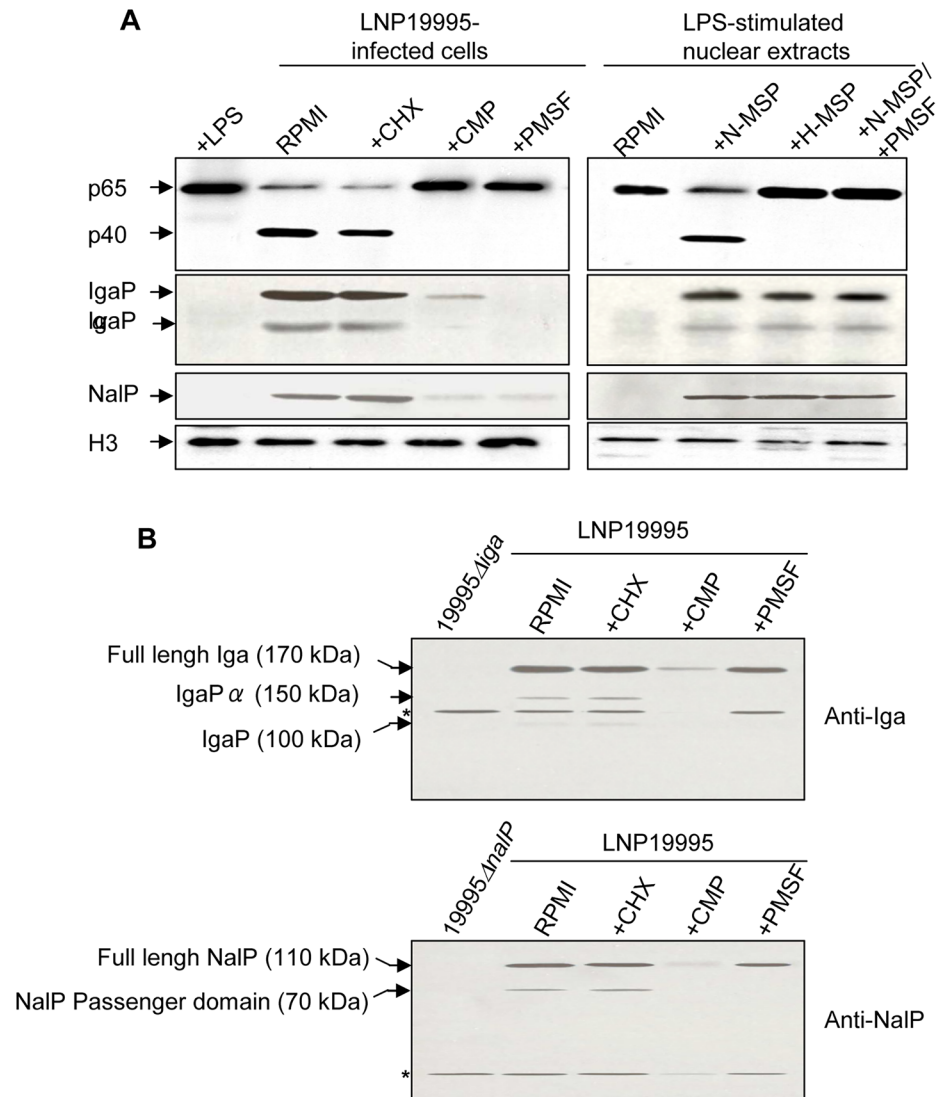 A
LNP19995-
infected cells
LPS-stimulated
nuclear extracts
+LPS
RPMI
+CHX
+CMP
+PMSF
RPMI
+N-MSP
+H-MSP
+N-MSP/
+PMSF
p65
p40
IgaP
IgaP
α
NalP
H3
B
LNP19995
19995Δiga
RPMI
+CHX
+CMP
+PMSF
Full lengh Iga (170 kDa)
IgaP α (150 kDa)
*
IgaP (100 kDa)
Anti-Iga
LNP19995
19995ΔnalP
RPMI
+CHX
+CMP
+PMSF
Full lengh NalP (110 kDa)
NalP Passenger domain (70 kDa)
Anti-NalP
*